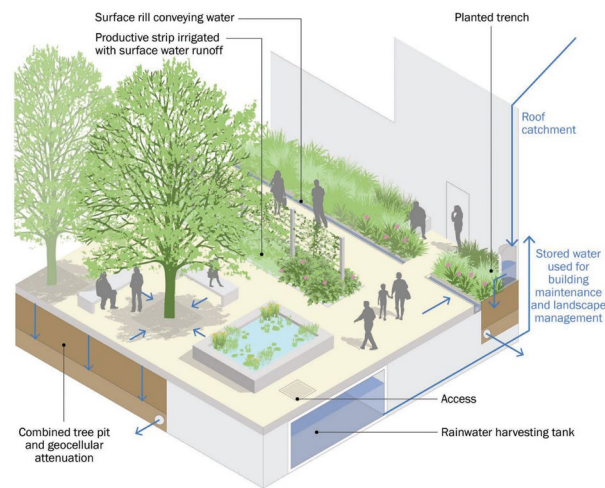 Surface rill conveying water
Productive strip irrigated
with surface water runoff
Planted trench
Roof
catchment
Stored water
used for
building
maintenance
and landscape
management
Access
Rainwater harvesting tank
Combined tree pit
and geocellular
attenuation